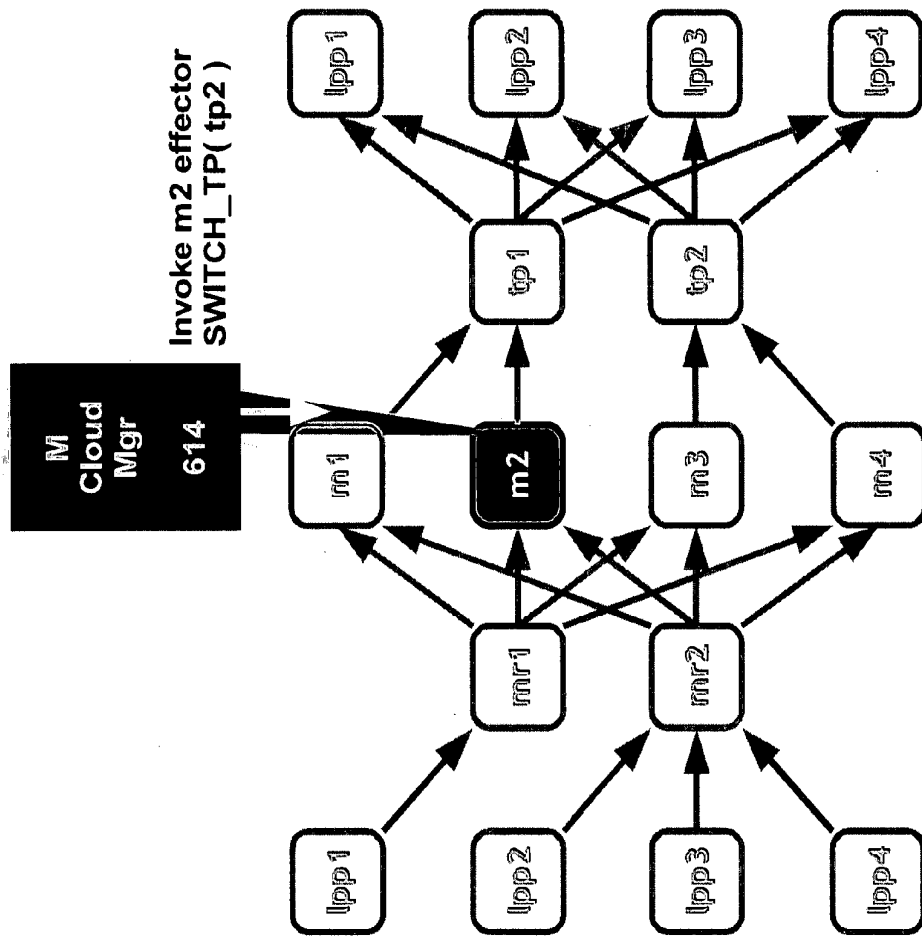 M
Cloud
Mgr
614
Invoke m2 effector
SWITCH_TP( tp2 )
lpp1
m1
lpp1
lpp2
mr1
m2
tp1
lpp2
lpp3
mr2
m3
tp2
lpp3
lpp4
m4
lpp4